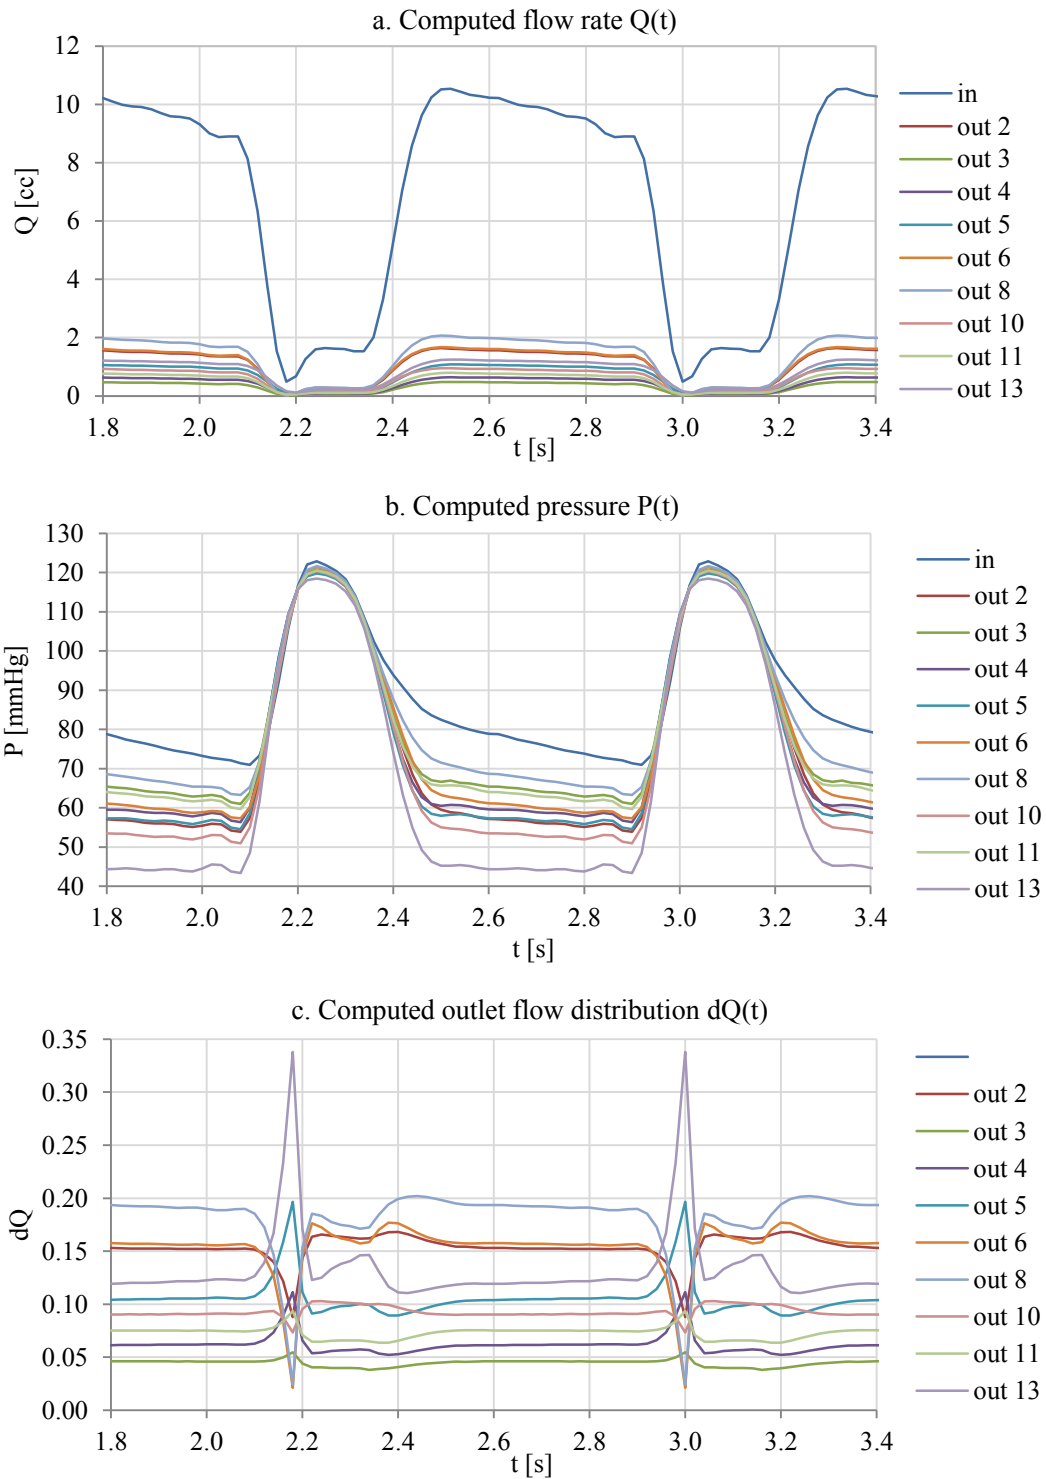 a. Computed flow rate Q(t)
12
10
8
6
4
2
0
Q [cc]
1.8 2.0 2.2 2.4 2.6 2.8 3.0 3.2 3.4
t [s]
in
out 2
out 3
out 4
out 5
out 6
out 8
out 10
out 11
out 13
b. Computed pressure P(t)
130
120
110
100
90
80
70
60
50
40
P [mmHg]
1.8 2.0 2.2 2.4 2.6 2.8 3.0 3.2 3.4
t [s]
in
out 2
out 3
out 4
out 5
out 6
out 8
out 10
out 11
out 13
c. Computed outlet flow distribution dQ(t)
0.35
0.30
0.25
0.20
0.15
0.10
0.05
0.00
dQ
1.8 2.0 2.2 2.4 2.6 2.8 3.0 3.2 3.4
t [s]
out 2
out 3
out 4
out 5
out 6
out 8
out 10
out 11
out 13